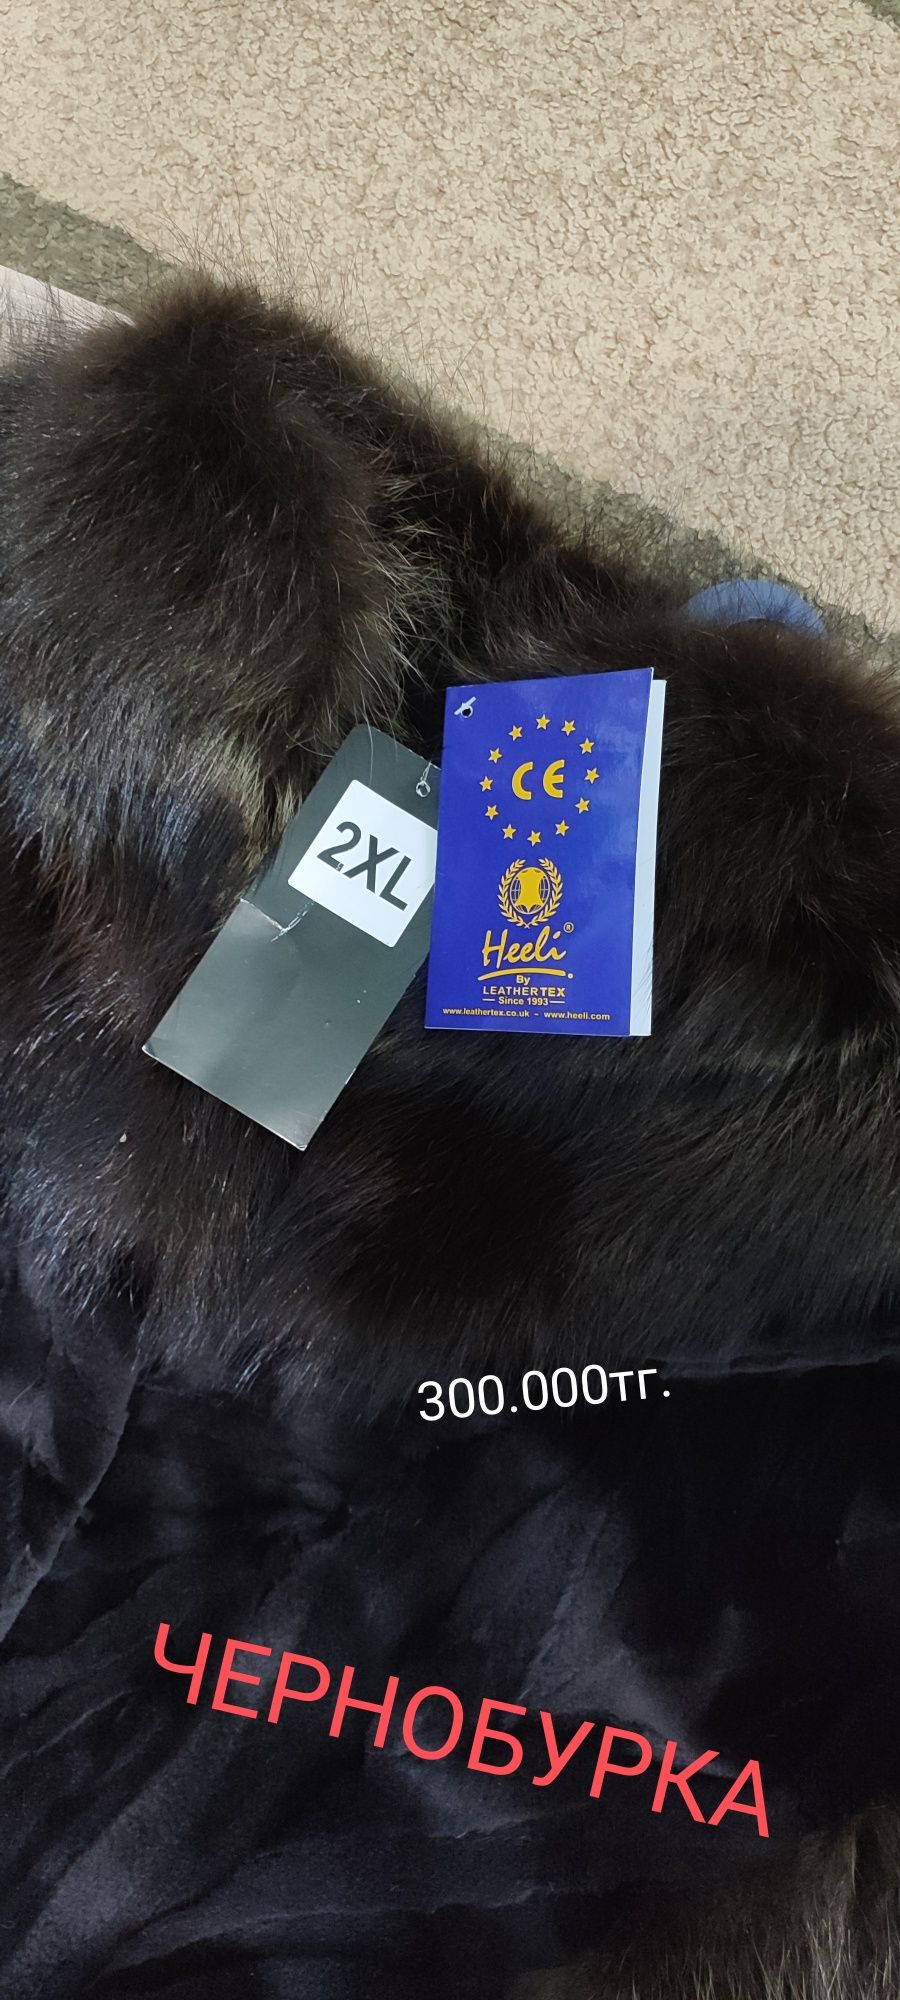 2XL
CE
Heeli®
By
LEATHERTEX
Since 1993
www.leathertex.co.uk - www.heeli.com
300.000тг.
ЧЕРНОБУРКА